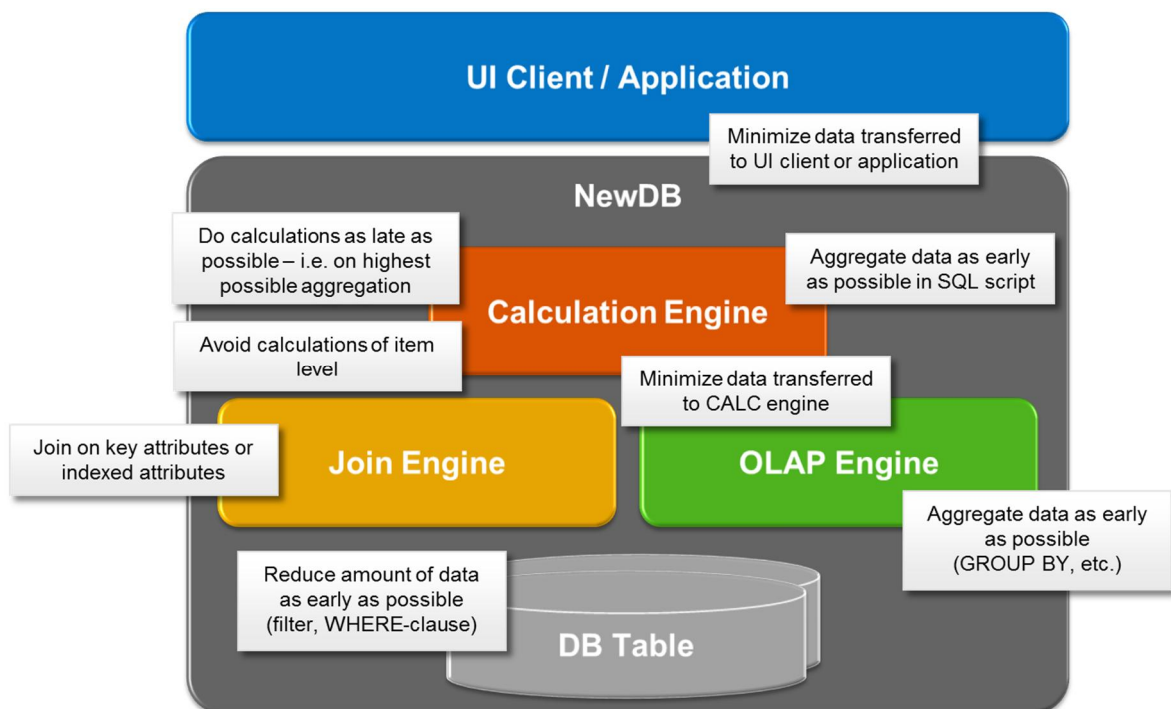 UI Client / Application
Minimize data transferred
to UI client or application
NewDB
Do calculations as late as
possible – i.e. on highest
possible aggregation
Aggregate data as early
as possible in SQL script
Calculation Engine
Avoid calculations of item
level
Minimize data transferred
to CALC engine
Join on key attributes or
indexed attributes
Join Engine
OLAP Engine
Aggregate data as early
as possible
(GROUP BY, etc.)
Reduce amount of data
as early as possible
(filter, WHERE-clause)
DB Table